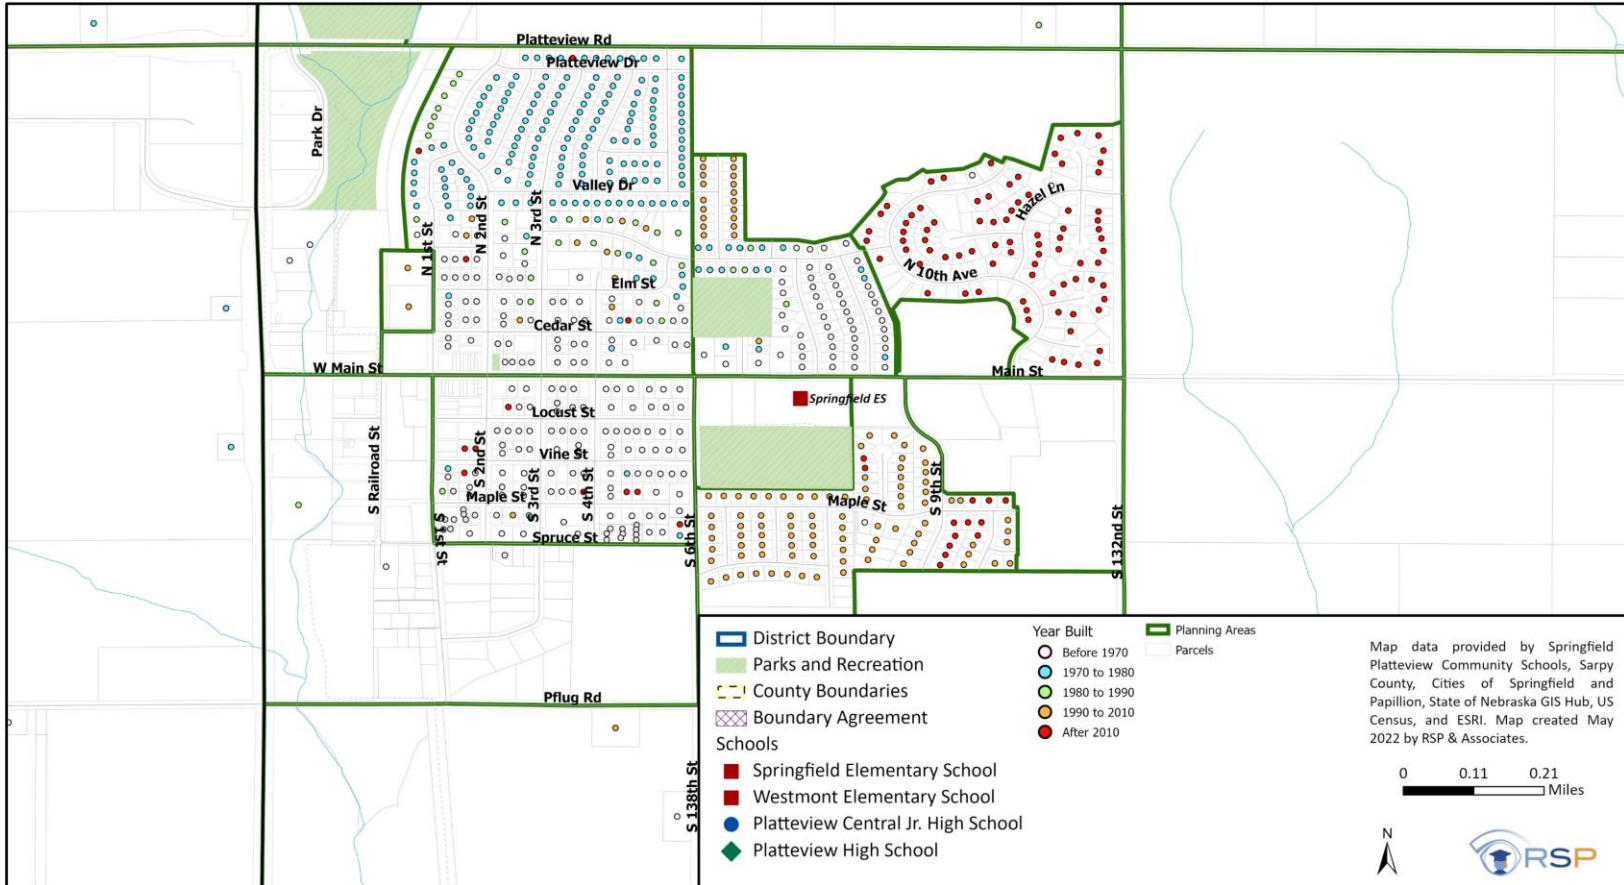 Platteview Rd
Platteview Dr
Park Dr
Valley Dr
N 1st St
N 2nd St
N 3rd St
Hazel Ln
N 10th Ave
Elm St
Cedar St
W Main St
Main St
Springfield ES
Locust St
Vine St
S Railroad St
S 2nd St
S 3rd St
S 4th St
Maple St
Maple St
S 9th St
S 1st St
Spruce St
S 6th St
S 132nd St
Pflug Rd
S 138th St
District Boundary
Parks and Recreation
County Boundaries
Boundary Agreement
Schools
Springfield Elementary School
Westmont Elementary School
Platteview Central Jr. High School
Platteview High School
Year Built
Before 1970
1970 to 1980
1980 to 1990
1990 to 2010
After 2010
Planning Areas
Parcels
Map data provided by Springfield
Platteview Community Schools, Sarpy
County, Cities of Springfield and
Papillion, State of Nebraska GIS Hub, US
Census, and ESRI. Map created May
2022 by RSP & Associates.
0 0.11 0.21
Miles
N
RSP